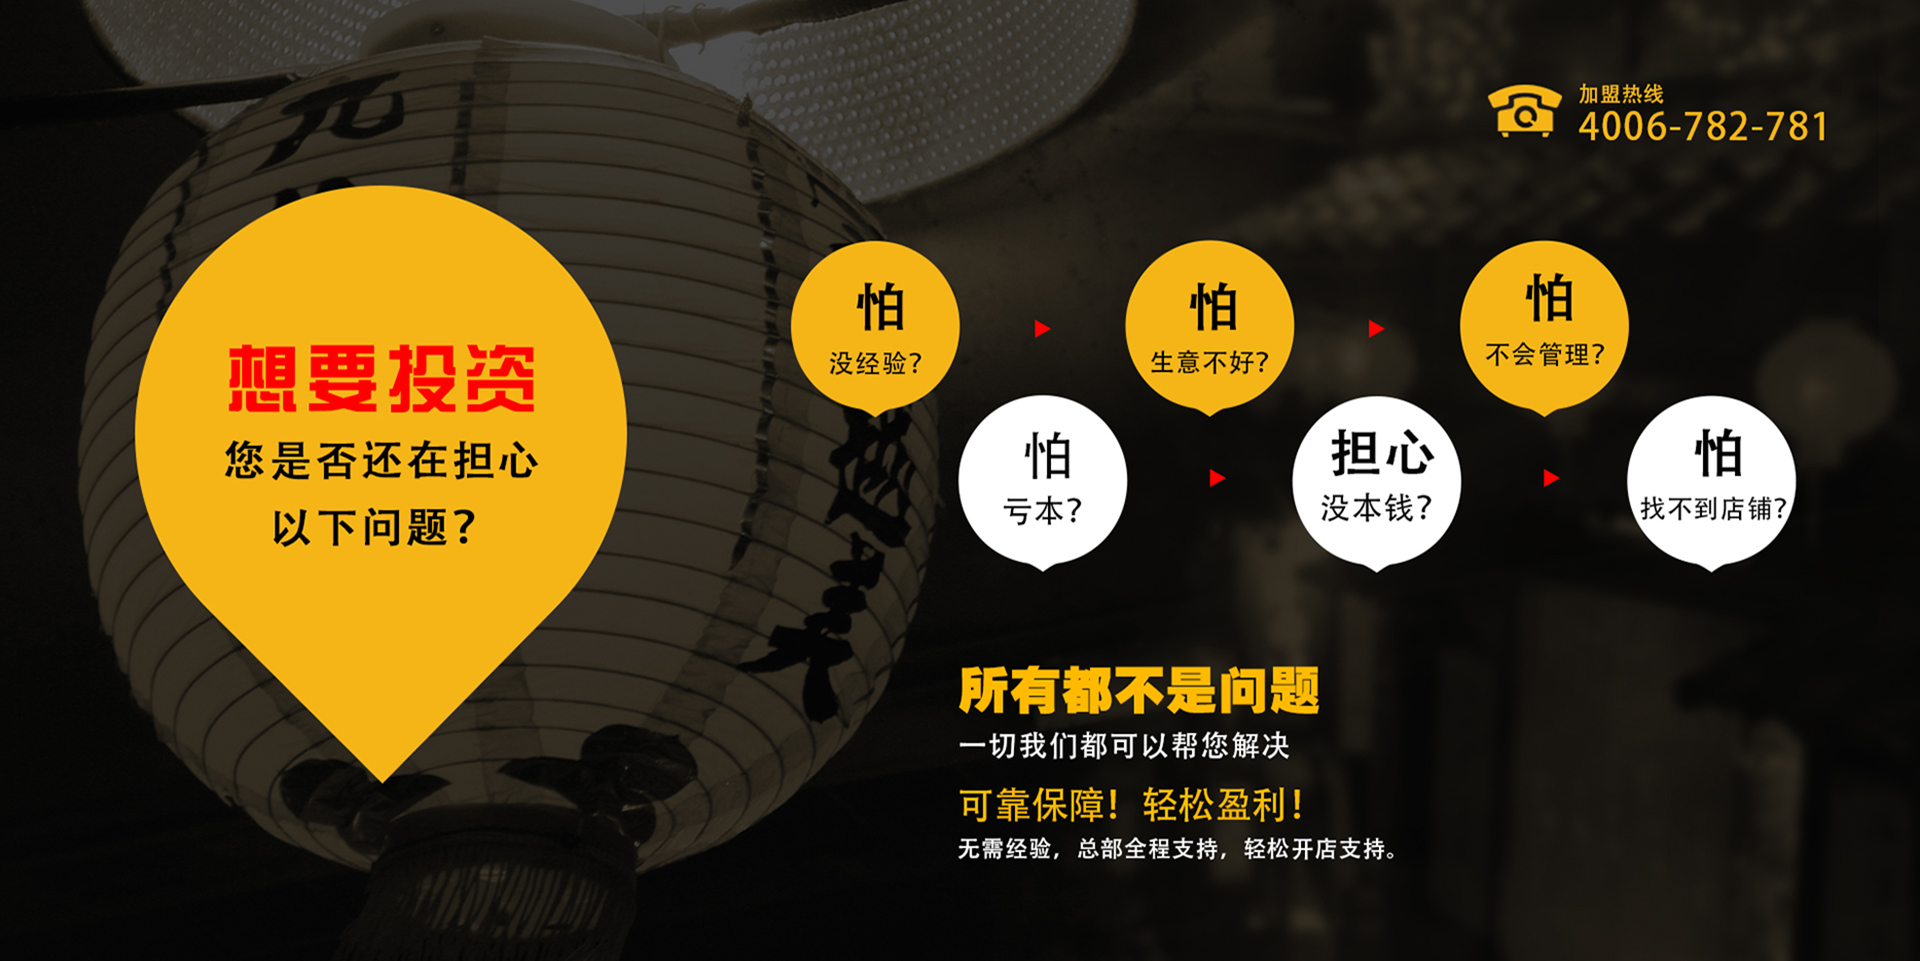 加盟热线
4006-782-781
想要投资
您是否还在担心
以下问题?
怕
没经验?
怕
生意不好?
怕
不会管理?
怕
亏本?
担心
没本钱?
怕
找不到店铺?
所有都不是问题
一切我们都可以帮您解决
可靠保障！轻松盈利！
无需经验，总部全程支持，轻松开店支持。